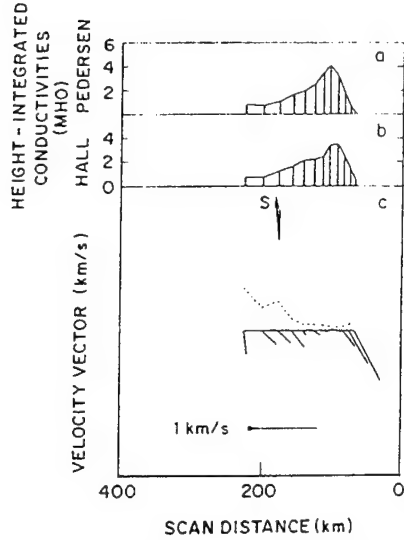 HEIGHT-INTEGRATED
CONDUCTIVITIES
(MHO)
HALL PEDERSEN
6
4
2
4
2
0
a
b
c
S
VELOCITY VECTOR (km/s)
1 km/s
400
200
0
SCAN DISTANCE (km)